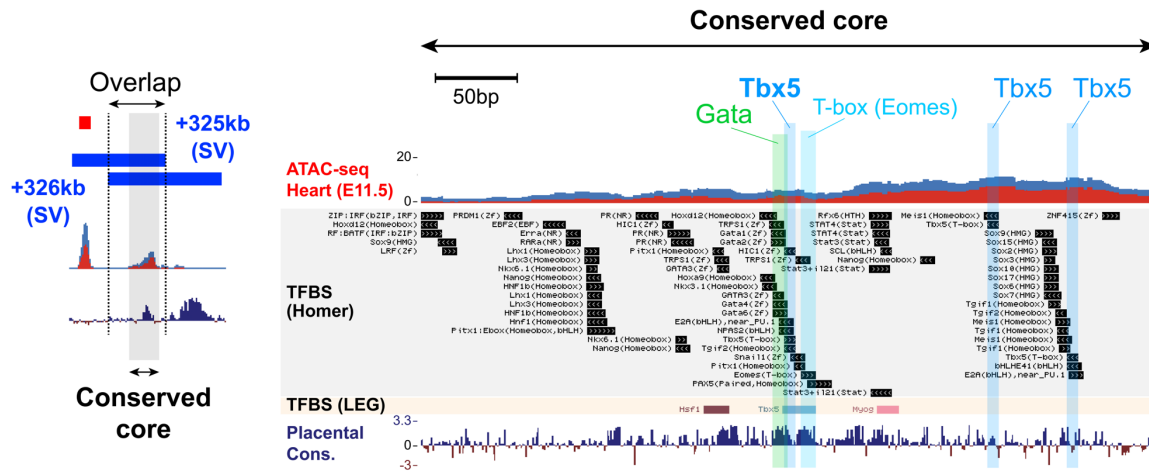 Conserved core
Overlap
50bp
Tbx5
Tbx5
Tbx5
T-box (Eomes)
Gata
+325kb
(SV)
+326kb
(SV)
20
ATAC-seq
Heart (E11.5)
0
ZIP:IRF(bZIP,IRF)
PRDM1(Zf)
PR(NR)
Hoxd12(Homeobox)
Rfx6(HTH)
Meis1(Homeobox)
ZNF415(Zf)
Hoxd12(Homeobox)
EBF2(EBF)
HIC1(Zf)
TRPS1(Zf)
STAT4(Stat)
Tbx5(T-box)
RF:BATF(IRF:bZIP)
Erra(NR)
PR(NR)
Gata1(Zf)
STAT4(Stat)
Sox9(HMG)
Sox9(HMG)
RARa(NR)
PR(NR)
Gata2(Zf)
Stat3(Stat)
Sox15(HMG)
LRF(Zf)
Lhx3(Homeobox)
Pitx1(Homeobox)
HIC1(Zf)
SCL(bHLH)
Sox2(HMG)
Lhx3(Homeobox)
TRPS1(Zf)
TRPS1(Zf)
Nanog(Homeobox)
Sox3(HMG)
Nkx6.1(Homeobox)
GATA3(Zf)
Stat3+il21(Stat)
Sox10(HMG)
Nanog(Homeobox)
Hoxa9(Homeobox)
Sox17(HMG)
HNF1b(Homeobox)
Nkx3.1(Homeobox)
Sox6(HMG)
Lhx1(Homeobox)
GATA3(Zf)
Sox7(HMG)
Lhx3(Homeobox)
Gata4(Zf)
Tgif1(Homeobox)
HNF1b(Homeobox)
Gata6(Zf)
Tgif2(Homeobox)
Hnf1(Homeobox)
E2A(bHLH),near_PU.1
Meis1(Homeobox)
Pitx1:Ebox(Homeobox,bHLH)
NPAS2(bHLH)
Tgif1(Homeobox)
Nkx6.1(Homeobox)
Tbx5(T-box)
Meis1(Homeobox)
Nanog(Homeobox)
Tgif2(Homeobox)
Tgif1(Homeobox)
Snail1(Zf)
Tbx5(T-box)
Pitx1(Homeobox)
bHLHE41(bHLH)
Eomes(T-box)
E2A(bHLH),near_PU.1
PAX5(Paired,Homeobox)
Stat3+il21(Stat)
TFBS
(Homer)
TFBS (LEG)
Hsf1
Tbx5
Myog
Placental
Cons.
3.3
0
-3
Conserved
core